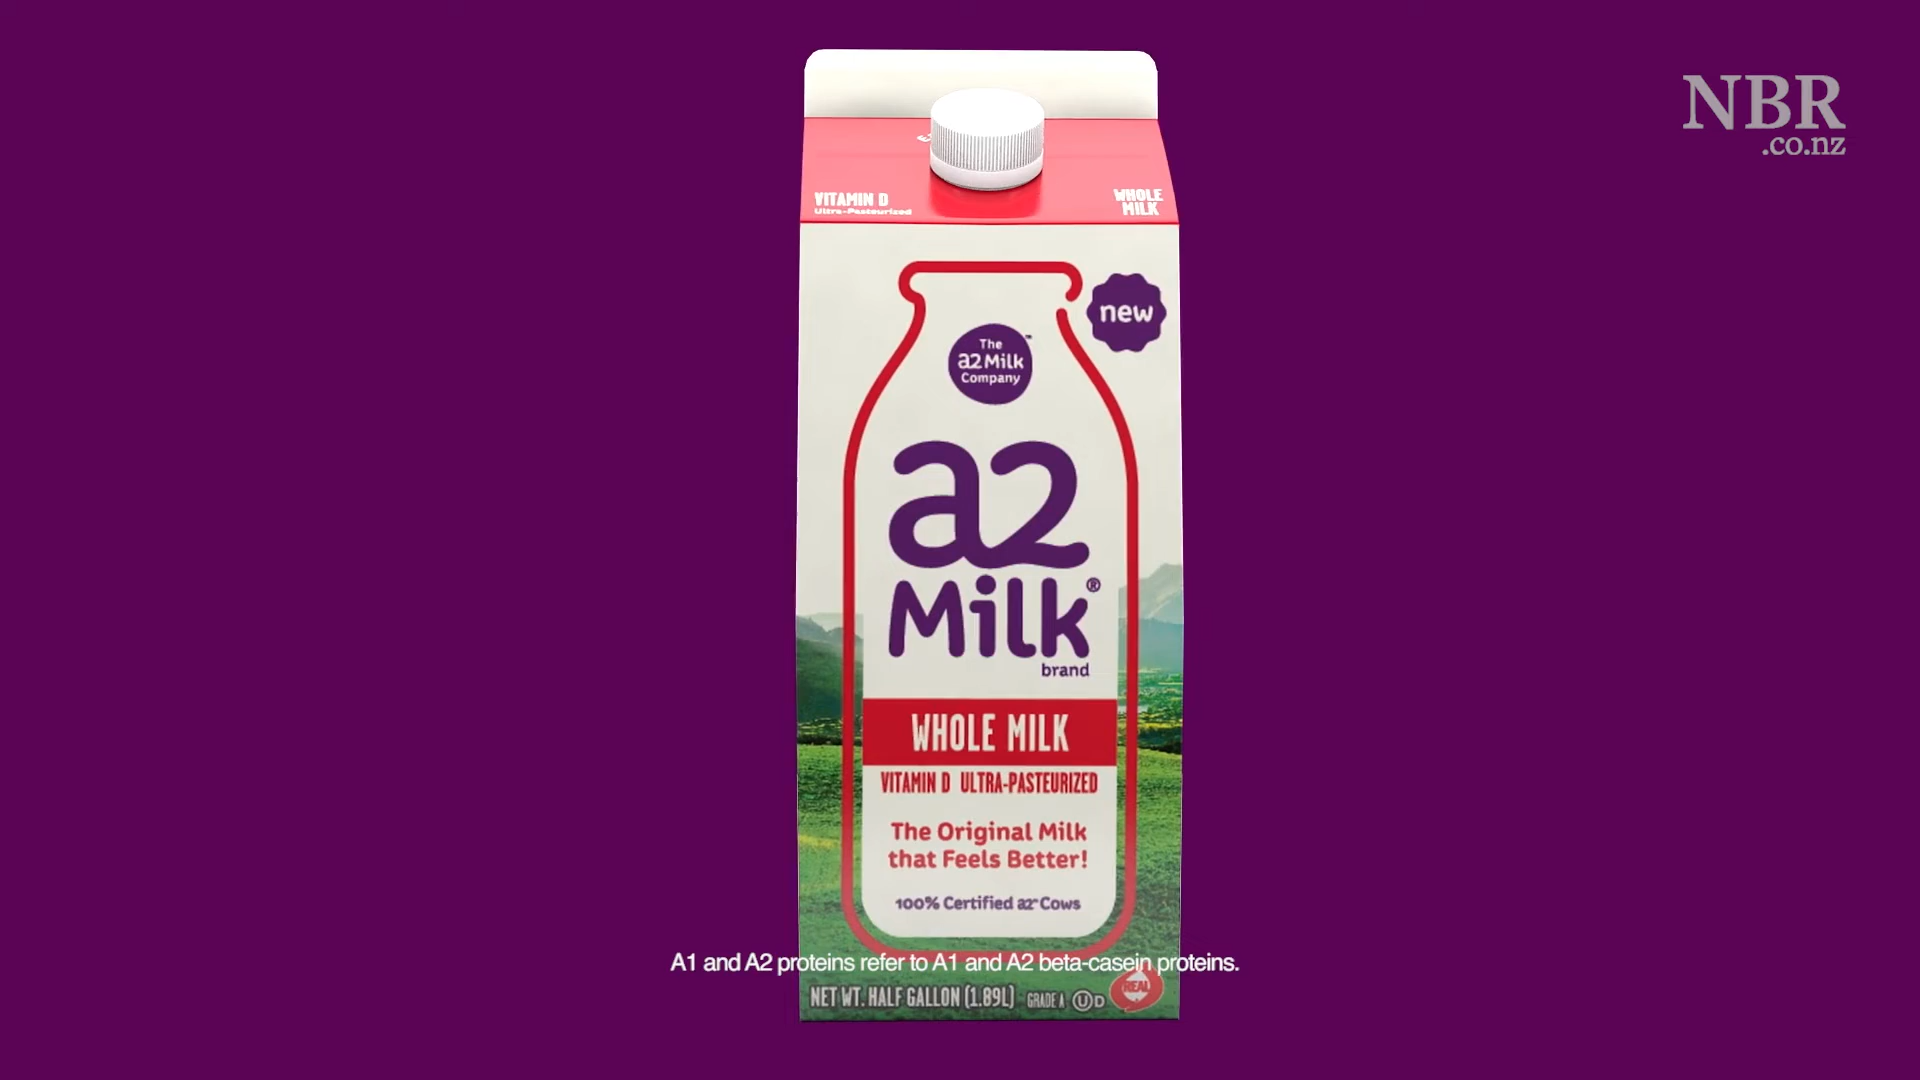 NBR
.co.nz
VITAMIN D
Ultra-Pasteurized
WHOLE
MILK
new
The
a2 Milk™
Company
a2
Milk®
brand
WHOLE MILK
VITAMIN D ULTRA-PASTEURIZED
The Original Milk
that Feels Better!
100% Certified a2™ Cows
A1 and A2 proteins refer to A1 and A2 beta-casein proteins.
NET WT. HALF GALLON (1.89L) GRADE A Ⓤ D
REAL